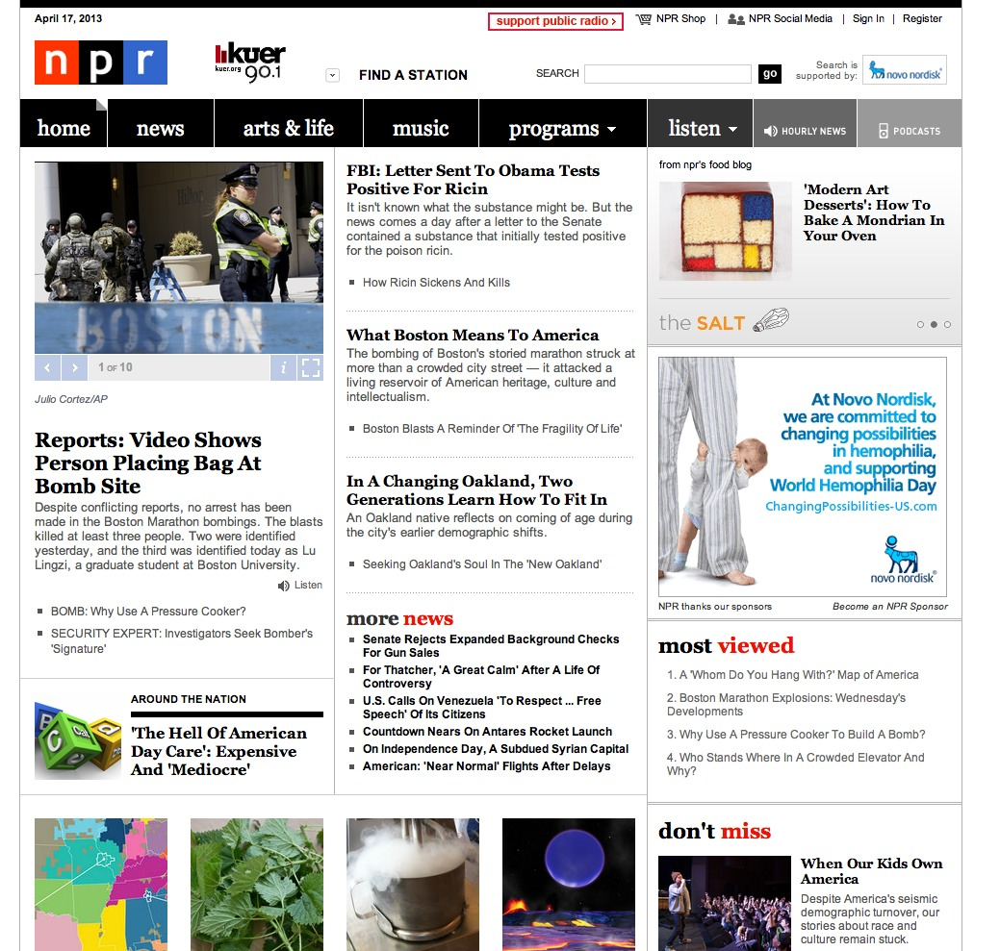 April 17, 2013
support public radio ›
NPR Shop | NPR Social Media | Sign In | Register
npr
kuer
kuer.org 90.1
FIND A STATION
SEARCH
go
Search is
supported by:
novo nordisk
home
news
arts & life
music
programs
listen
HOURLY NEWS
PODCASTS
BOSTON
1 OF 10
i
Julio Cortez/AP
Reports: Video Shows
Person Placing Bag At
Bomb Site
Despite conflicting reports, no arrest has been
made in the Boston Marathon bombings. The blasts
killed at least three people. Two were identified
yesterday, and the third was identified today as Lu
Lingzi, a graduate student at Boston University.
Listen
BOMB: Why Use A Pressure Cooker?
SECURITY EXPERT: Investigators Seek Bomber's
'Signature'
AROUND THE NATION
'The Hell Of American
Day Care': Expensive
And 'Mediocre'
FBI: Letter Sent To Obama Tests
Positive For Ricin
It isn't known what the substance might be. But the
news comes a day after a letter to the Senate
contained a substance that initially tested positive
for the poison ricin.
How Ricin Sickens And Kills
What Boston Means To America
The bombing of Boston's storied marathon struck at
more than a crowded city street — it attacked a
living reservoir of American heritage, culture and
intellectualism.
Boston Blasts A Reminder Of 'The Fragility Of Life'
In A Changing Oakland, Two
Generations Learn How To Fit In
An Oakland native reflects on coming of age during
the city's earlier demographic shifts.
Seeking Oakland's Soul In The 'New Oakland'
more news
Senate Rejects Expanded Background Checks
For Gun Sales
For Thatcher, 'A Great Calm' After A Life Of
Controversy
U.S. Calls On Venezuela 'To Respect ... Free
Speech' Of Its Citizens
Countdown Nears On Antares Rocket Launch
On Independence Day, A Subdued Syrian Capital
American: 'Near Normal' Flights After Delays
from npr's food blog
'Modern Art
Desserts': How To
Bake A Mondrian In
Your Oven
the SALT
At Novo Nordisk,
we are committed to
changing possibilities
in hemophilia,
and supporting
World Hemophilia Day
ChangingPossibilities-US.com
novo nordisk
NPR thanks our sponsors
Become an NPR Sponsor
most viewed
1. A 'Whom Do You Hang With?' Map of America
2. Boston Marathon Explosions: Wednesday's
Developments
3. Why Use A Pressure Cooker To Build A Bomb?
4. Who Stands Where In A Crowded Elevator And
Why?
don't miss
When Our Kids Own
America
Despite America's seismic
demographic turnover, our
stories about race and
culture remain stuck.